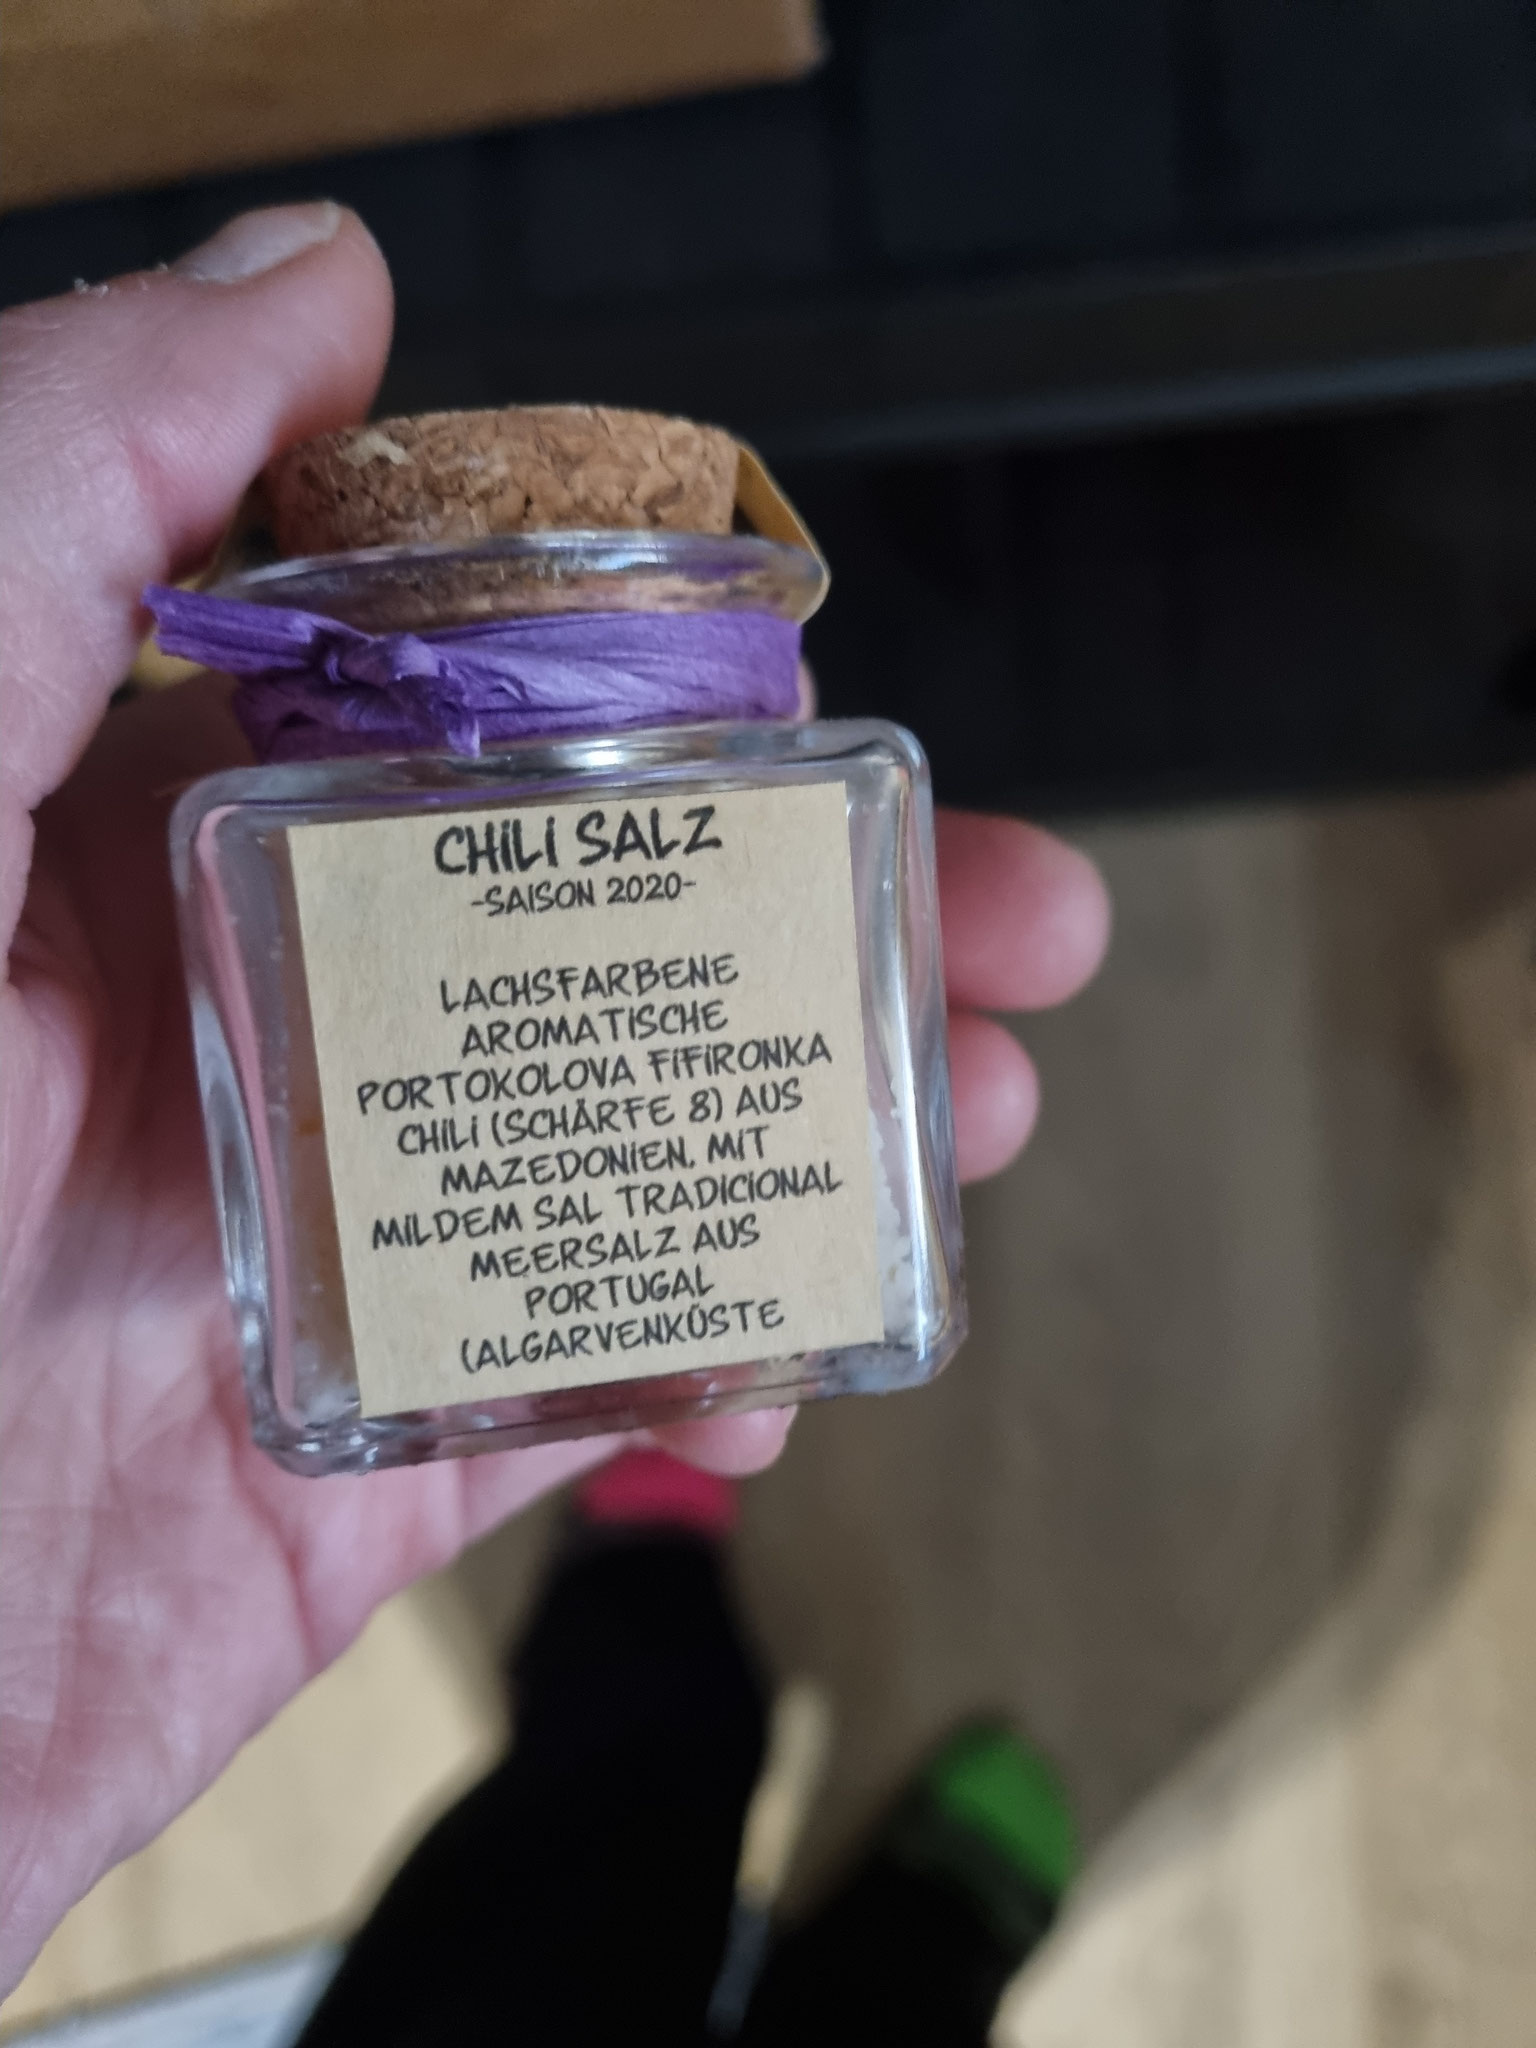 CHILI SALZ
-SAISON 2020-
LACHSFARBENE
AROMATISCHE
PORTOKOLOVA FIFIRONKA
CHILI (SCHÄRFE 8) AUS
MAZEDONIEN. MIT
MILDEM SAL TRADICIONAL
MEERSALZ AUS
PORTUGAL
(ALGARVENKÜSTE